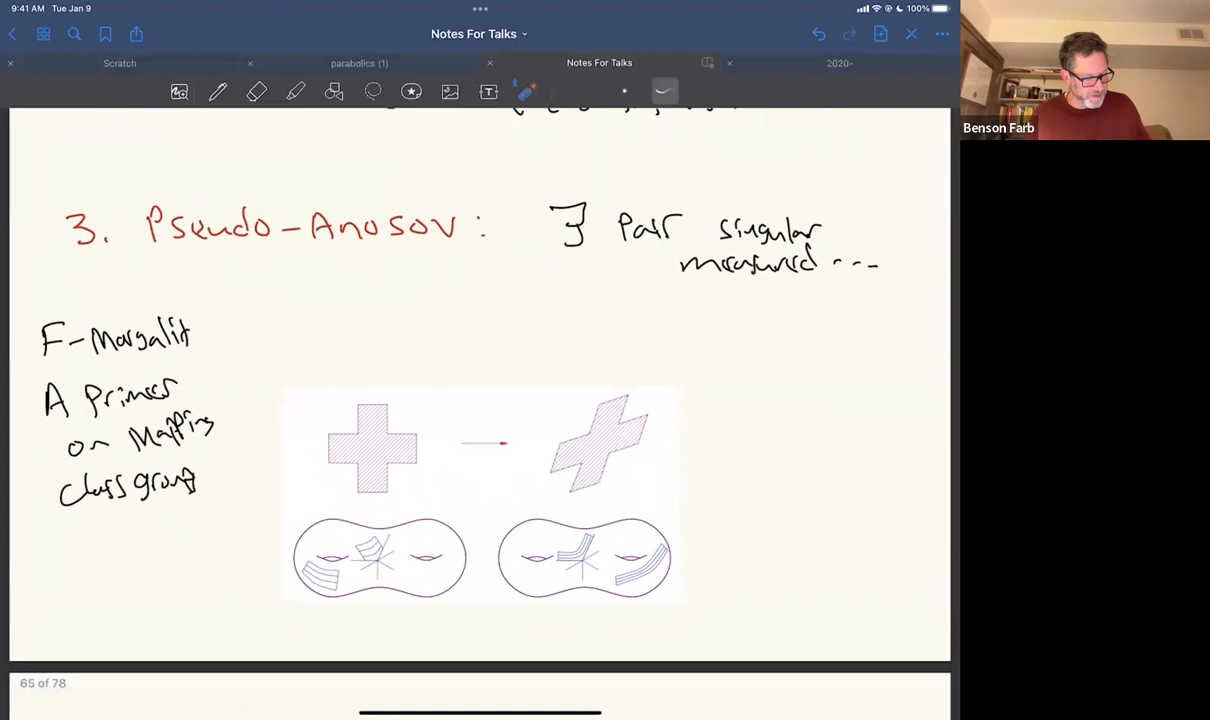 9:41 AM Tue Jan 9
100%
Notes For Talks
Scratch
parabolics (1)
Notes For Talks
2020-
Benson Farb
3. Pseudo-Anosov: ∃ Pair singular
measured ---
F-Margalit
A Primer
on Mapping
class groups
65 of 78